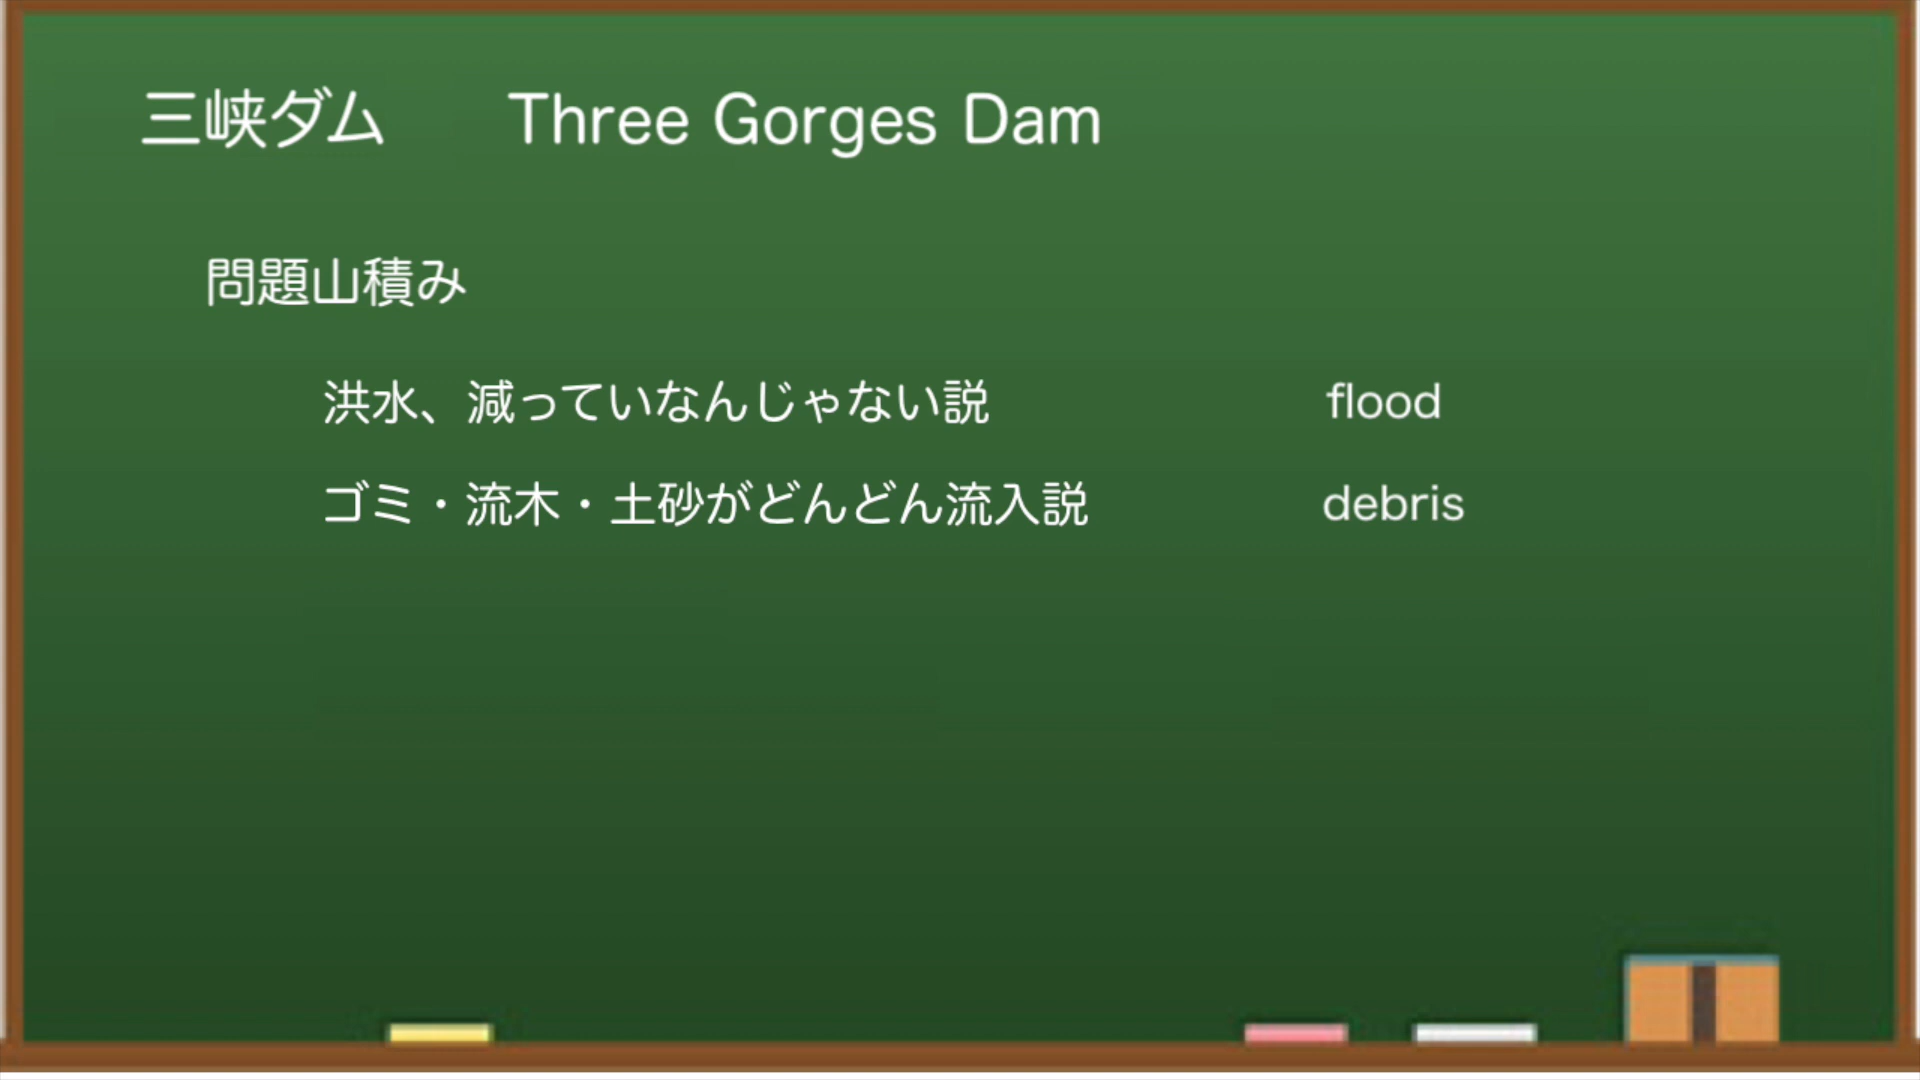 三峡ダム Three Gorges Dam
問題山積み
洪水、減っていなんじゃない説 flood
ゴミ・流木・土砂がどんどん流入説 debris